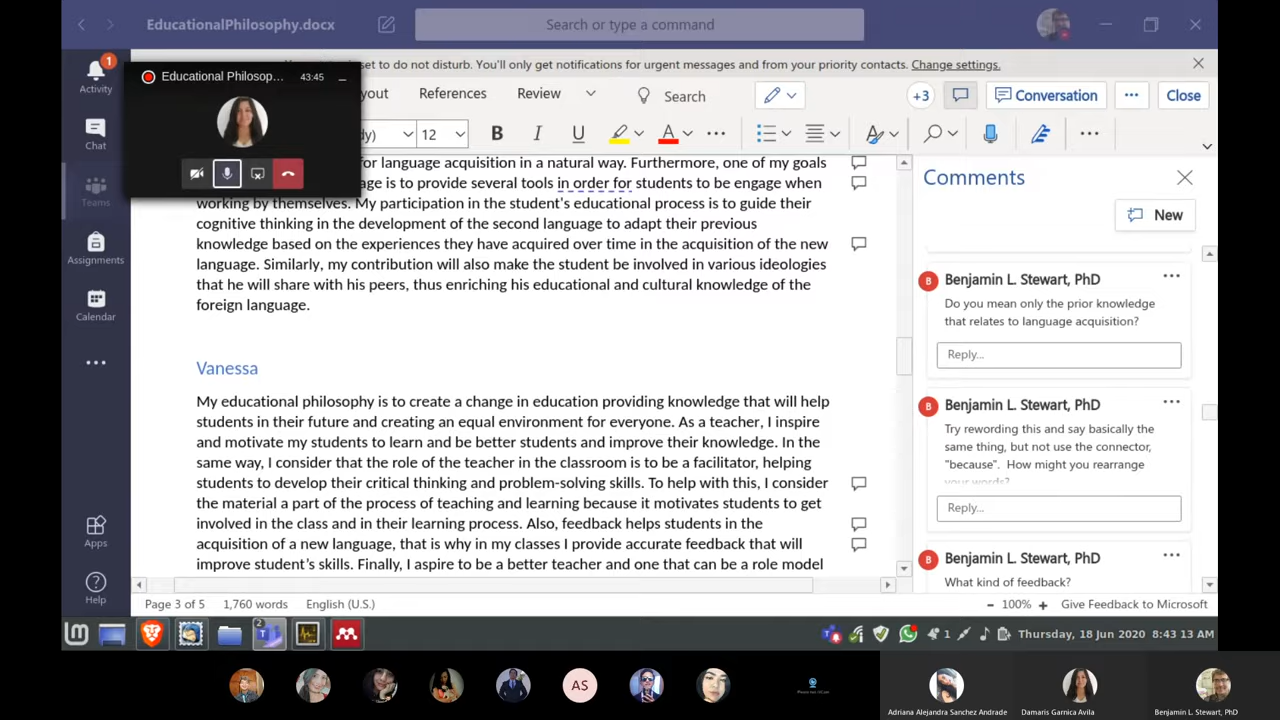 EducationalPhilosophy.docx
Search or type a command
set to do not disturb. You'll only get notifications for urgent messages and from your priority contacts. Change settings.
Activity
1
Chat
Teams
Assignments
Calendar
Apps
Help
Educational Philosop...
43:45
References
Review
Search
+3
Conversation
Close
12
B
I
U
A
for language acquisition in a natural way. Furthermore, one of my goals
is to provide several tools in order for students to be engage when
working by themselves. My participation in the student's educational process is to guide their
cognitive thinking in the development of the second language to adapt their previous
knowledge based on the experiences they have acquired over time in the acquisition of the new
language. Similarly, my contribution will also make the student be involved in various ideologies
that he will share with his peers, thus enriching his educational and cultural knowledge of the
foreign language.
Vanessa
My educational philosophy is to create a change in education providing knowledge that will help
students in their future and creating an equal environment for everyone. As a teacher, I inspire
and motivate my students to learn and be better students and improve their knowledge. In the
same way, I consider that the role of the teacher in the classroom is to be a facilitator, helping
students to develop their critical thinking and problem-solving skills. To help with this, I consider
the material a part of the process of teaching and learning because it motivates students to get
involved in the class and in their learning process. Also, feedback helps students in the
acquisition of a new language, that is why in my classes I provide accurate feedback that will
improve student's skills. Finally, I aspire to be a better teacher and one that can be a role model
Comments
New
B
Benjamin L. Stewart, PhD
Do you mean only the prior knowledge
that relates to language acquisition?
Reply...
B
Benjamin L. Stewart, PhD
Try rewording this and say basically the
same thing, but not use the connector,
"because". How might you rearrange
your words?
Reply...
B
Benjamin L. Stewart, PhD
What kind of feedback?
Page 3 of 5
1,760 words
English (U.S.)
100%
Give Feedback to Microsoft
2
1
Thursday, 18 Jun 2020
8:43 13 AM
AS
Adriana Alejandra Sanchez Andrade
Damaris Garnica Avila
Benjamin L. Stewart, PhD